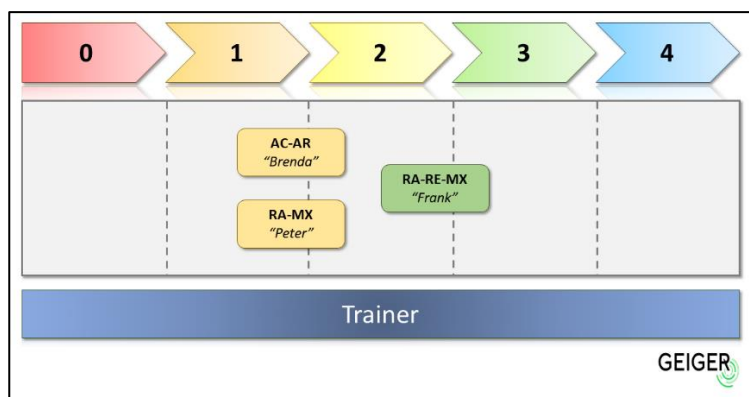 0 1 2 3 4
AC-AR
“Brenda”
RA-RE-MX
“Frank”
RA-MX
“Peter”
Trainer
GEIGER